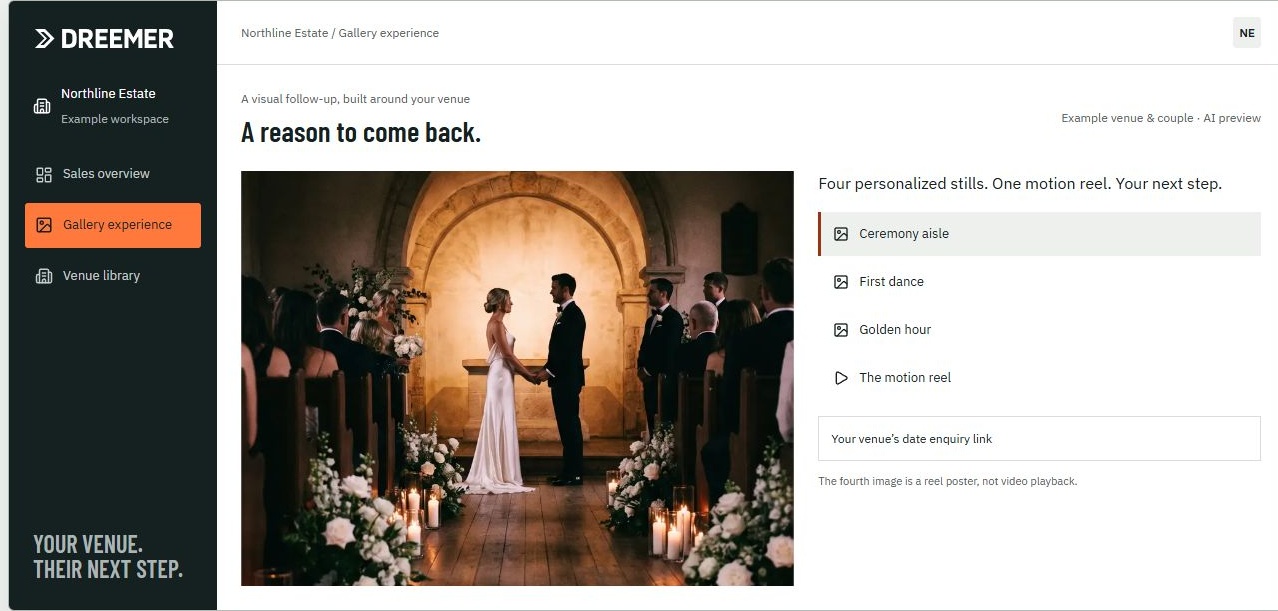 DREEMER
Northline Estate
Example workspace
Sales overview
Gallery experience
Venue library
YOUR VENUE.
THEIR NEXT STEP.
Northline Estate / Gallery experience
NE
A visual follow-up, built around your venue
A reason to come back.
Example venue & couple · AI preview
Four personalized stills. One motion reel. Your next step.
Ceremony aisle
First dance
Golden hour
The motion reel
Your venue’s date enquiry link
The fourth image is a reel poster, not video playback.